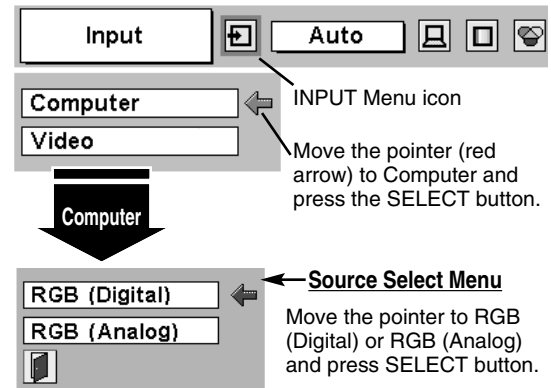 Input
Auto
INPUT Menu icon
Computer
Video
Move the pointer (red
arrow) to Computer and
press the SELECT button.
Computer
Source Select Menu
RGB (Digital)
RGB (Analog)
Move the pointer to RGB
(Digital) or RGB (Analog)
and press SELECT button.